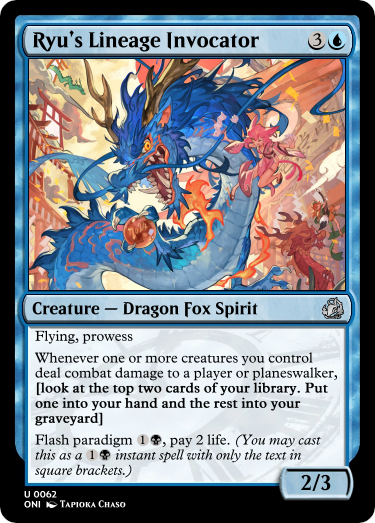 Ryu's Lineage Invocator 3
Creature — Dragon Fox Spirit
Flying, prowess
Whenever one or more creatures you control
deal combat damage to a player or planeswalker,
[look at the top two cards of your library. Put
one into your hand and the rest into your
graveyard]
Flash paradigm 1, pay 2 life. (You may cast
this as a 1 instant spell with only the text in
square brackets.)
2/3
U 0062
ONI TAPIOKA CHASO